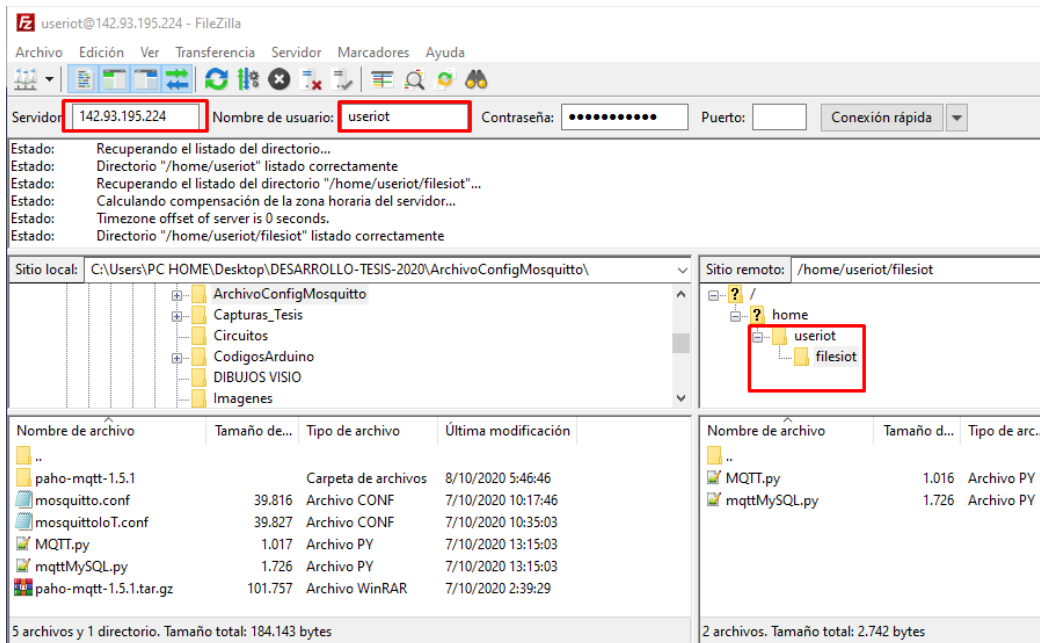 useriot@142.93.195.224 - FileZilla
Archivo Edición Ver Transferencia Servidor Marcadores Ayuda
Servidor 142.93.195.224 Nombre de usuario: useriot Contraseña: ●●●●●●●●●●● Puerto: Conexión rápida
Estado: Recuperando el listado del directorio...
Estado: Directorio "/home/useriot" listado correctamente
Estado: Recuperando el listado del directorio "/home/useriot/filesiot"...
Estado: Calculando compensación de la zona horaria del servidor...
Estado: Timezone offset of server is 0 seconds.
Estado: Directorio "/home/useriot/filesiot" listado correctamente
Sitio local: C:\Users\PC HOME\Desktop\DESARROLLO-TESIS-2020\ArchivoConfigMosquitto\
ArchivoConfigMosquitto
Capturas_Tesis
Circuitos
CodigosArduino
DIBUJOS VISIO
Imagenes
Nombre de archivo Tamaño de... Tipo de archivo Última modificación
..
paho-mqtt-1.5.1 Carpeta de archivos 8/10/2020 5:46:46
mosquitto.conf 39.816 Archivo CONF 7/10/2020 10:17:46
mosquittoIoT.conf 39.827 Archivo CONF 7/10/2020 10:35:03
MQTT.py 1.017 Archivo PY 7/10/2020 13:15:03
mqttMySQL.py 1.726 Archivo PY 7/10/2020 13:15:03
paho-mqtt-1.5.1.tar.gz 101.757 Archivo WinRAR 7/10/2020 2:39:29
5 archivos y 1 directorio. Tamaño total: 184.143 bytes
Sitio remoto: /home/useriot/filesiot
/
home
useriot
filesiot
Nombre de archivo Tamaño d... Tipo de arc...
..
MQTT.py 1.016 Archivo PY
mqttMySQL.py 1.726 Archivo PY
2 archivos. Tamaño total: 2.742 bytes